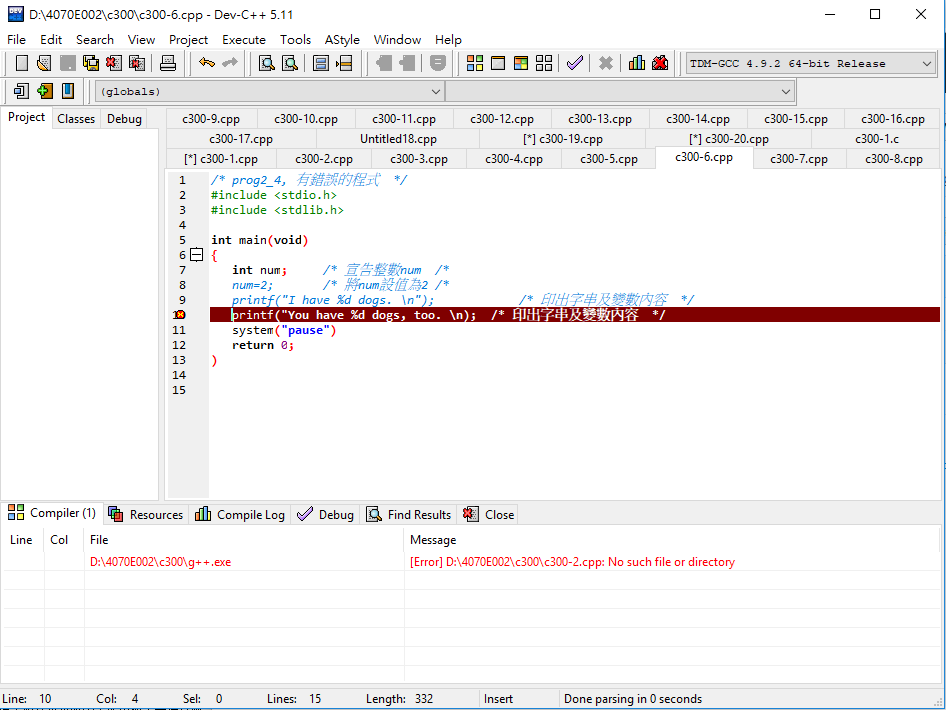 D:\4070E002\c300\c300-6.cpp - Dev-C++ 5.11
File Edit Search View Project Execute Tools AStyle Window Help
TDM-GCC 4.9.2 64-bit Release
(globals)
Project Classes Debug
c300-9.cpp c300-10.cpp c300-11.cpp c300-12.cpp c300-13.cpp c300-14.cpp c300-15.cpp c300-16.cpp
c300-17.cpp Untitled18.cpp [*] c300-19.cpp [*] c300-20.cpp c300-1.c
[*] c300-1.cpp c300-2.cpp c300-3.cpp c300-4.cpp c300-5.cpp c300-6.cpp c300-7.cpp c300-8.cpp
1 /* prog2_4, 有錯誤的程式 */
2 #include <stdio.h>
3 #include <stdlib.h>
4
5 int main(void)
6 {
7 int num; /* 宣告整數num /*
8 num=2; /* 將num設值為2 /*
9 printf("I have %d dogs. \n"); /* 印出字串及變數內容 */
10 printf("You have %d dogs, too. \n); /* 印出字串及變數內容 */
11 system("pause")
12 return 0;
13 )
14
15
Compiler (1) Resources Compile Log Debug Find Results Close
Line Col File Message
D:\4070E002\c300\g++.exe [Error] D:\4070E002\c300\c300-2.cpp: No such file or directory
Line: 10 Col: 4 Sel: 0 Lines: 15 Length: 332 Insert Done parsing in 0 seconds